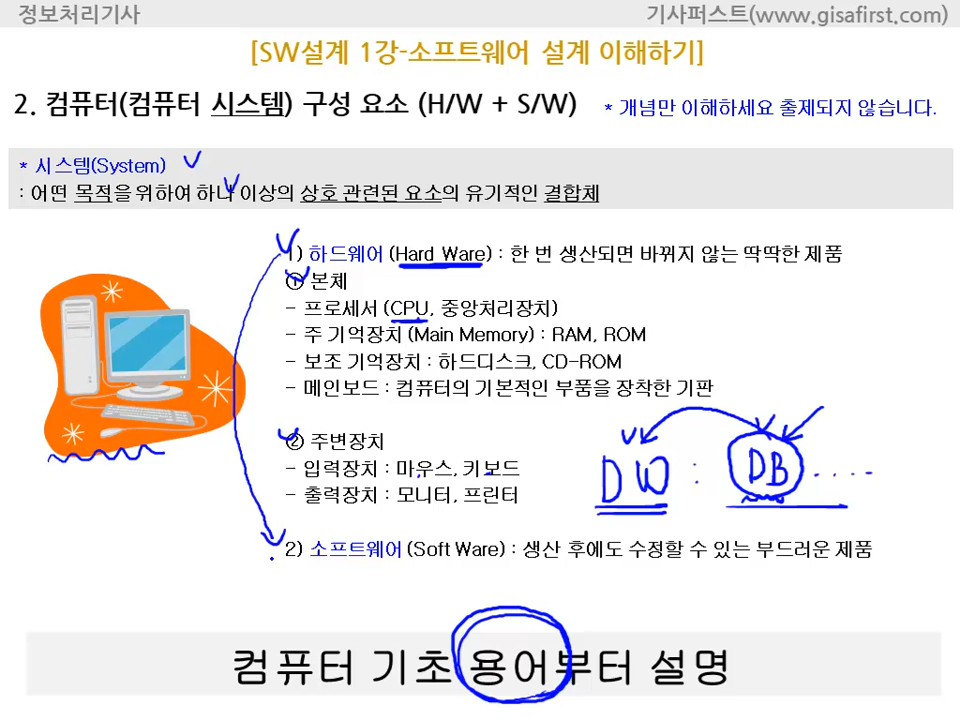 정보처리기사
기사퍼스트(www.gisafirst.com)
[SW설계 1강-소프트웨어 설계 이해하기]
2. 컴퓨터(컴퓨터 시스템) 구성 요소 (H/W + S/W)
* 개념만 이해하세요 출제되지 않습니다.
* 시스템(System)
: 어떤 목적을 위하여 하나 이상의 상호 관련된 요소의 유기적인 결합체
1) 하드웨어 (Hard Ware) : 한 번 생산되면 바뀌지 않는 딱딱한 제품
① 본체
- 프로세서 (CPU, 중앙처리장치)
- 주 기억장치 (Main Memory) : RAM, ROM
- 보조 기억장치 : 하드디스크, CD-ROM
- 메인보드 : 컴퓨터의 기본적인 부품을 장착한 기판
② 주변장치
- 입력장치 : 마우스, 키보드
- 출력장치 : 모니터, 프린터
DW : DB ....
2) 소프트웨어 (Soft Ware) : 생산 후에도 수정할 수 있는 부드러운 제품
컴퓨터 기초 용어부터 설명